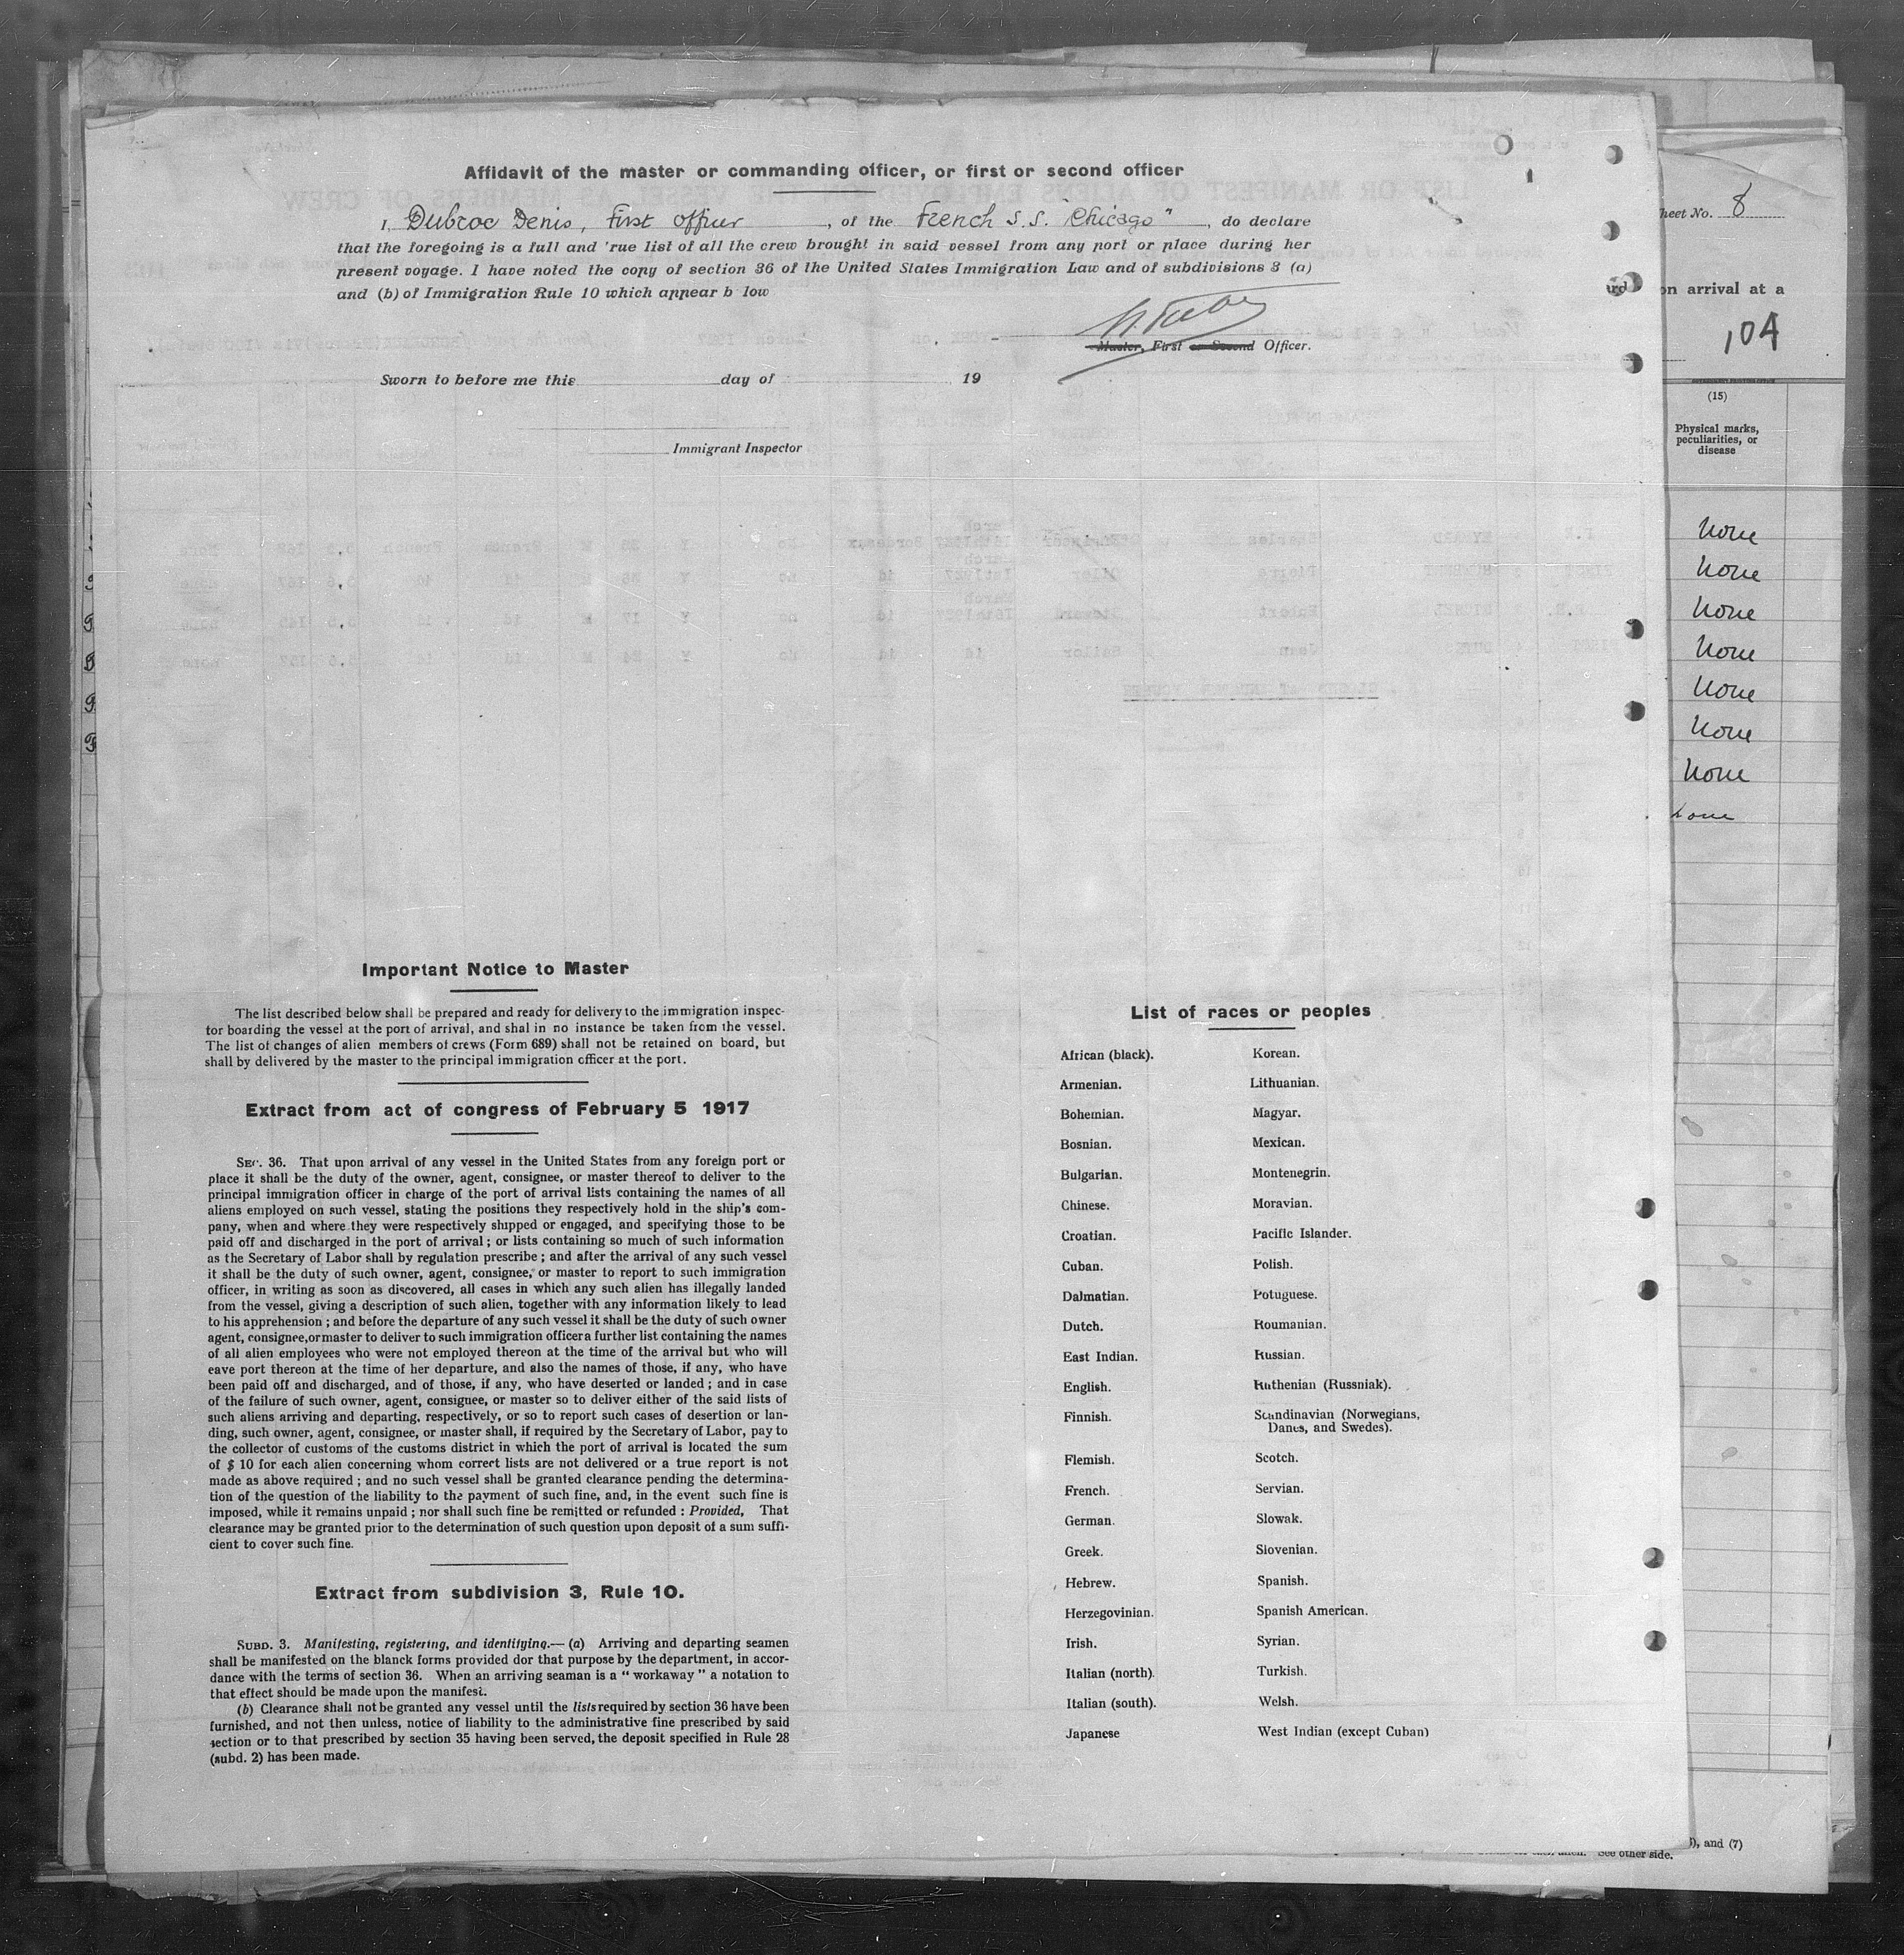 Affidavit of the master or commanding officer, or first or second officer
I, Dubroc Denis, First officer, of the French S.S. "Chicago", do declare
that the foregoing is a full and 'rue list of all the crew brought in said vessel from any port or place during her
present voyage. I have noted the copy of section 36 of the United States Immigration Law and of subdivisions 3 (a)
and (b) of Immigration Rule 10 which appear b low
Master, First or Second Officer.
Sworn to before me this day of 19
Immigrant Inspector
Important Notice to Master
The list described below shall be prepared and ready for delivery to the immigration inspec-
tor boarding the vessel at the port of arrival, and shal in no instance be taken from the vessel.
The list of changes of alien members of crews (Form 689) shall not be retained on board, but
shall by delivered by the master to the principal immigration officer at the port.
Extract from act of congress of February 5 1917
SEC. 36. That upon arrival of any vessel in the United States from any foreign port or
place it shall be the duty of the owner, agent, consignee, or master thereof to deliver to the
principal immigration officer in charge of the port of arrival lists containing the names of all
aliens employed on such vessel, stating the positions they respectively hold in the ship's com-
pany, when and where they were respectively shipped or engaged, and specifying those to be
paid off and discharged in the port of arrival; or lists containing so much of such information
as the Secretary of Labor shall by regulation prescribe; and after the arrival of any such vessel
it shall be the duty of such owner, agent, consignee, or master to report to such immigration
officer, in writing as soon as discovered, all cases in which any such alien has illegally landed
from the vessel, giving a description of such alien, together with any information likely to lead
to his apprehension; and before the departure of any such vessel it shall be the duty of such owner
agent, consignee, or master to deliver to such immigration officer a further list containing the names
of all alien employees who were not employed thereon at the time of the arrival but who will
eave port thereon at the time of her departure, and also the names of those, if any, who have
been paid off and discharged, and of those, if any, who have deserted or landed; and in case
of the failure of such owner, agent, consignee, or master so to deliver either of the said lists of
such aliens arriving and departing, respectively, or so to report such cases of desertion or lan-
ding, such owner, agent, consignee, or master shall, if required by the Secretary of Labor, pay to
the collector of customs of the customs district in which the port of arrival is located the sum
of $ 10 for each alien concerning whom correct lists are not delivered or a true report is not
made as above required; and no such vessel shall be granted clearance pending the determina-
tion of the question of the liability to the payment of such fine, and, in the event such fine is
imposed, while it remains unpaid; nor shall such fine be remitted or refunded: Provided, That
clearance may be granted prior to the determination of such question upon deposit of a sum suffi-
cient to cover such fine.
Extract from subdivision 3, Rule 10.
SUBD. 3. Manifesting, registering, and identifying.— (a) Arriving and departing seamen
shall be manifested on the blanck forms provided dor that purpose by the department, in accor-
dance with the terms of section 36. When an arriving seaman is a "workaway" a notation to
that effect should be made upon the manifest.
(b) Clearance shall not be granted any vessel until the lists required by section 36 have been
furnished, and not then unless, notice of liability to the administrative fine prescribed by said
section or to that prescribed by section 35 having been served, the deposit specified in Rule 28
(subd. 2) has been made.
List of races or peoples
African (black).
Armenian.
Bohemian.
Bosnian.
Bulgarian.
Chinese.
Croatian.
Cuban.
Dalmatian.
Dutch.
East Indian.
English.
Finnish.
Flemish.
French.
German.
Greek.
Hebrew.
Herzegovinian.
Irish.
Italian (north).
Italian (south).
Japanese
Korean.
Lithuanian.
Magyar.
Mexican.
Montenegrin.
Moravian.
Pacific Islander.
Polish.
Potuguese.
Roumanian.
Russian.
Ruthenian (Russniak).
Scandinavian (Norwegians,
Danes, and Swedes).
Scotch.
Servian.
Slowak.
Slovenian.
Spanish.
Spanish American.
Syrian.
Turkish.
Welsh.
West Indian (except Cuban)
heet No. 8
on arrival at a
104
(15)
Physical marks,
peculiarities, or
disease
None
None
None
None
None
None
None
None
), and (7)
See other side.